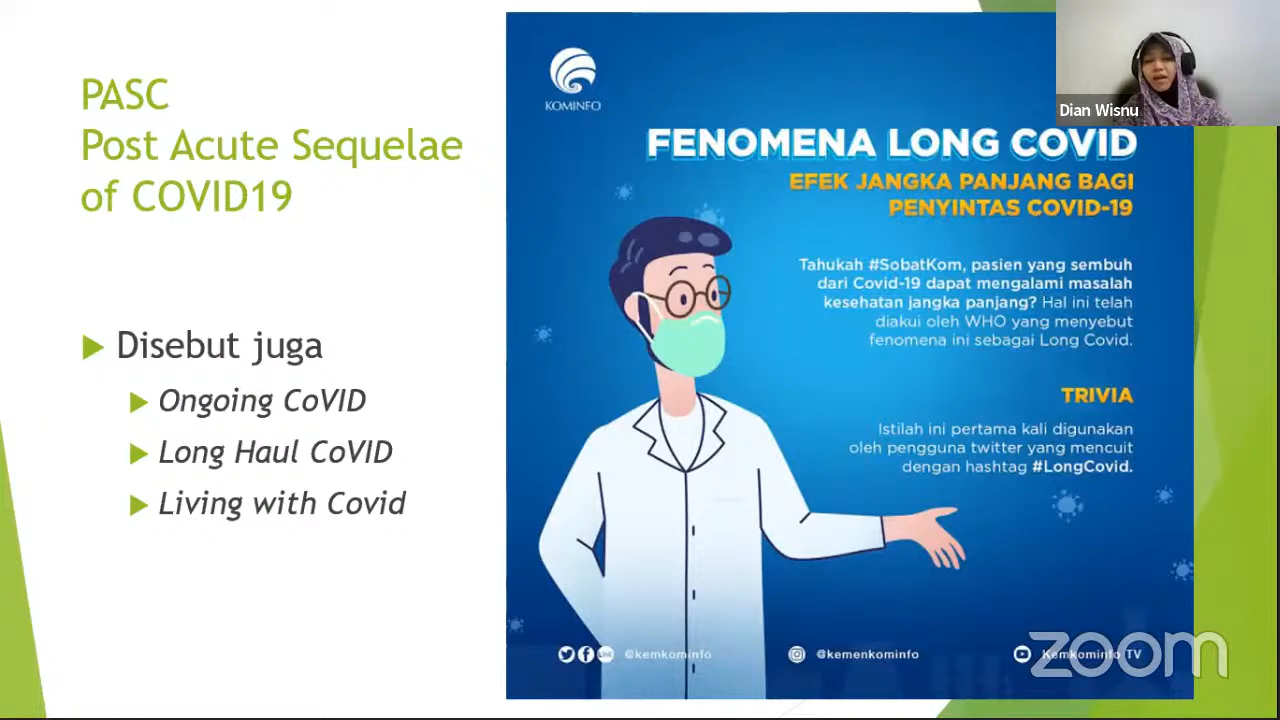 PASC
Post Acute Sequelae
of COVID19
Disebut juga
Ongoing CoVID
Long Haul CoVID
Living with Covid
KOMINFO
FENOMENA LONG COVID
EFEK JANGKA PANJANG BAGI
PENYINTAS COVID-19
Tahukah #SobatKom, pasien yang sembuh
dari Covid-19 dapat mengalami masalah
kesehatan jangka panjang? Hal ini telah
diakui oleh WHO yang menyebut
fenomena ini sebagai Long Covid.
TRIVIA
Istilah ini pertama kali digunakan
oleh pengguna twitter yang mencuit
dengan hashtag #LongCovid.
@kemkominfo
@kemenkominfo
Kemkominfo TV
Dian Wisnu
zoom